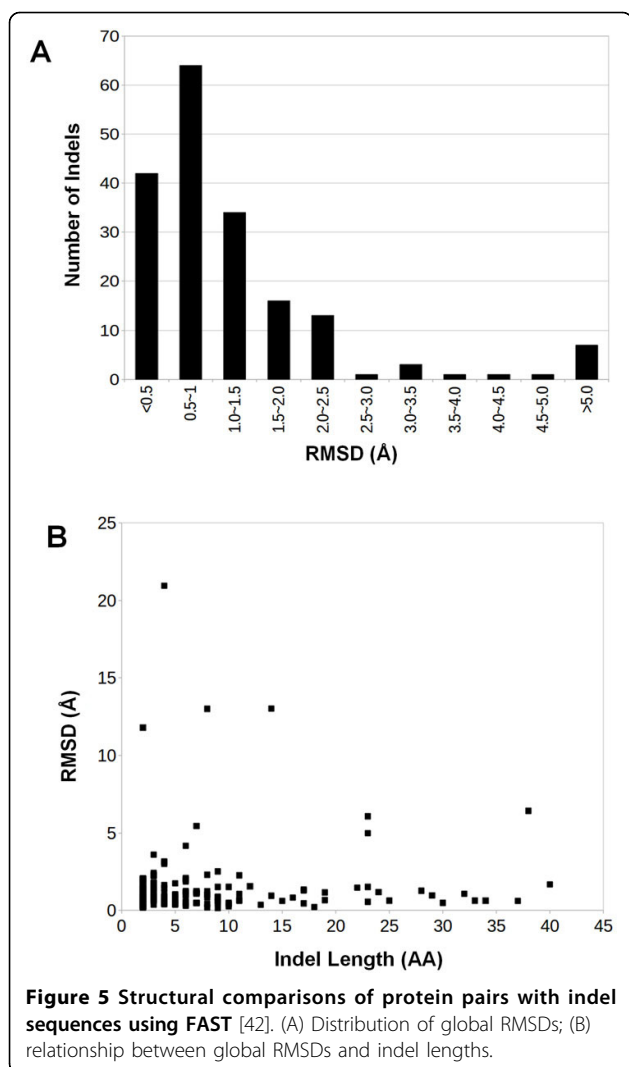 A
70
60
50
40
30
20
10
0
Number of Indels
<0.5
0.5~1
1.0~1.5
1.5~2.0
2.0~2.5
2.5~3.0
3.0~3.5
3.5~4.0
4.0~4.5
4.5~5.0
>5.0
RMSD (Å)
B
25
20
15
10
5
0
RMSD (Å)
0 5 10 15 20 25 30 35 40 45
Indel Length (AA)
Figure 5 Structural comparisons of protein pairs with indel
sequences using FAST [42]. (A) Distribution of global RMSDs; (B)
relationship between global RMSDs and indel lengths.